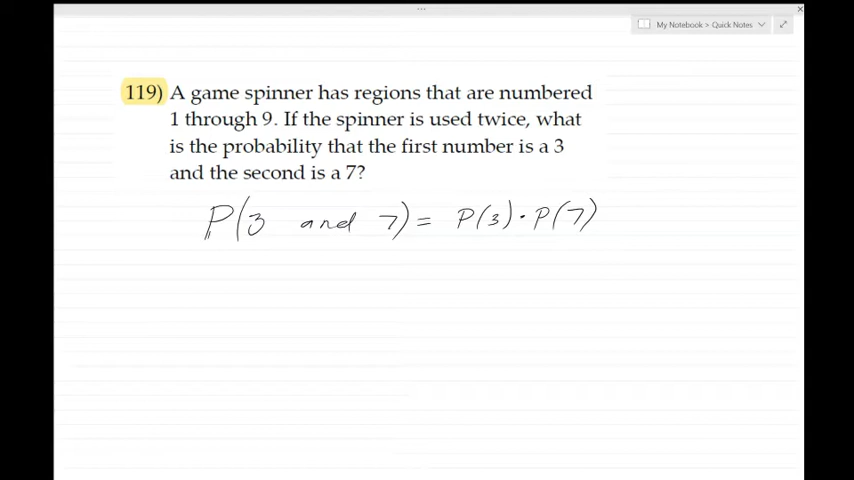 My Notebook > Quick Notes
119) A game spinner has regions that are numbered
1 through 9. If the spinner is used twice, what
is the probability that the first number is a 3
and the second is a 7?
P(3 and 7) = P(3) · P(7)